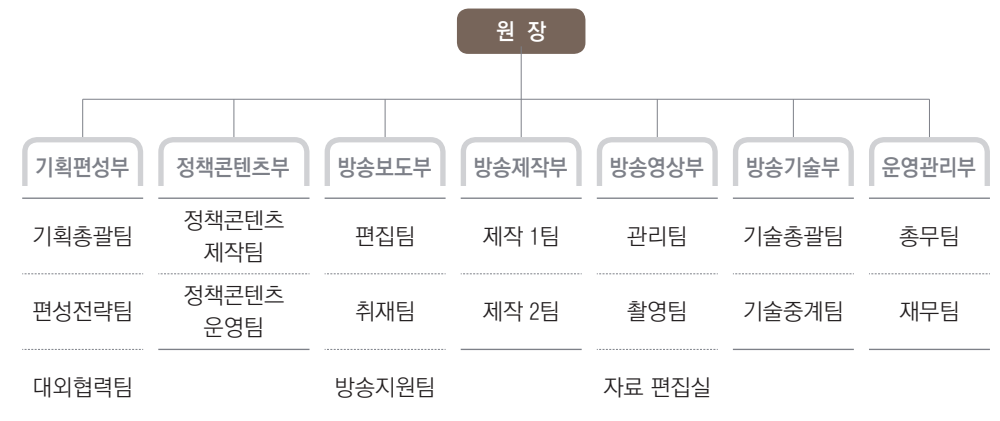 원 장
기획편성부 정책콘텐츠부 방송보도부 방송제작부 방송영상부 방송기술부 운영관리부
기획총괄팀 정책콘텐츠 제작팀 편집팀 제작 1팀 관리팀 기술총괄팀 총무팀
편성전략팀 정책콘텐츠 운영팀 취재팀 제작 2팀 촬영팀 기술중계팀 재무팀
대외협력팀 방송지원팀 자료 편집실